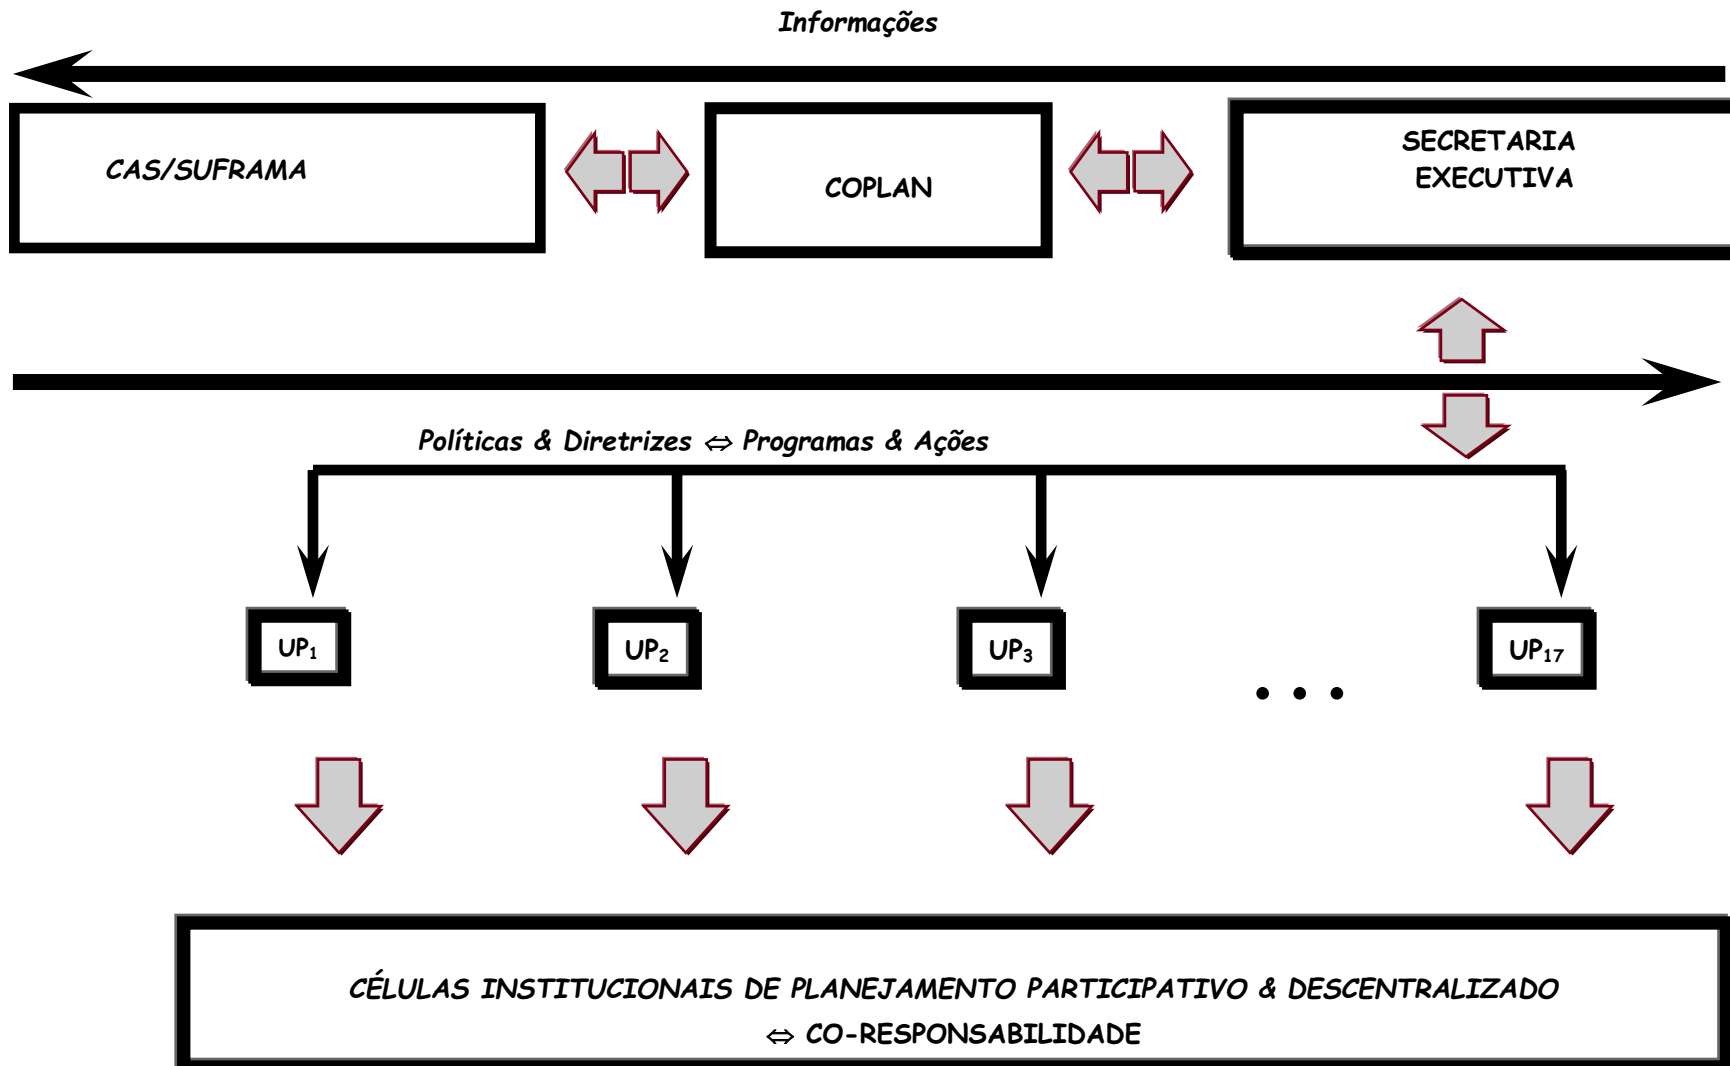 Informações
CAS/SUFRAMA
COPLAN
SECRETARIA
EXECUTIVA
Políticas & Diretrizes ⇔ Programas & Ações
UP₁
UP₂
UP₃
. . .
UP₁₇
CÉLULAS INSTITUCIONAIS DE PLANEJAMENTO PARTICIPATIVO & DESCENTRALIZADO
⇔ CO-RESPONSABILIDADE